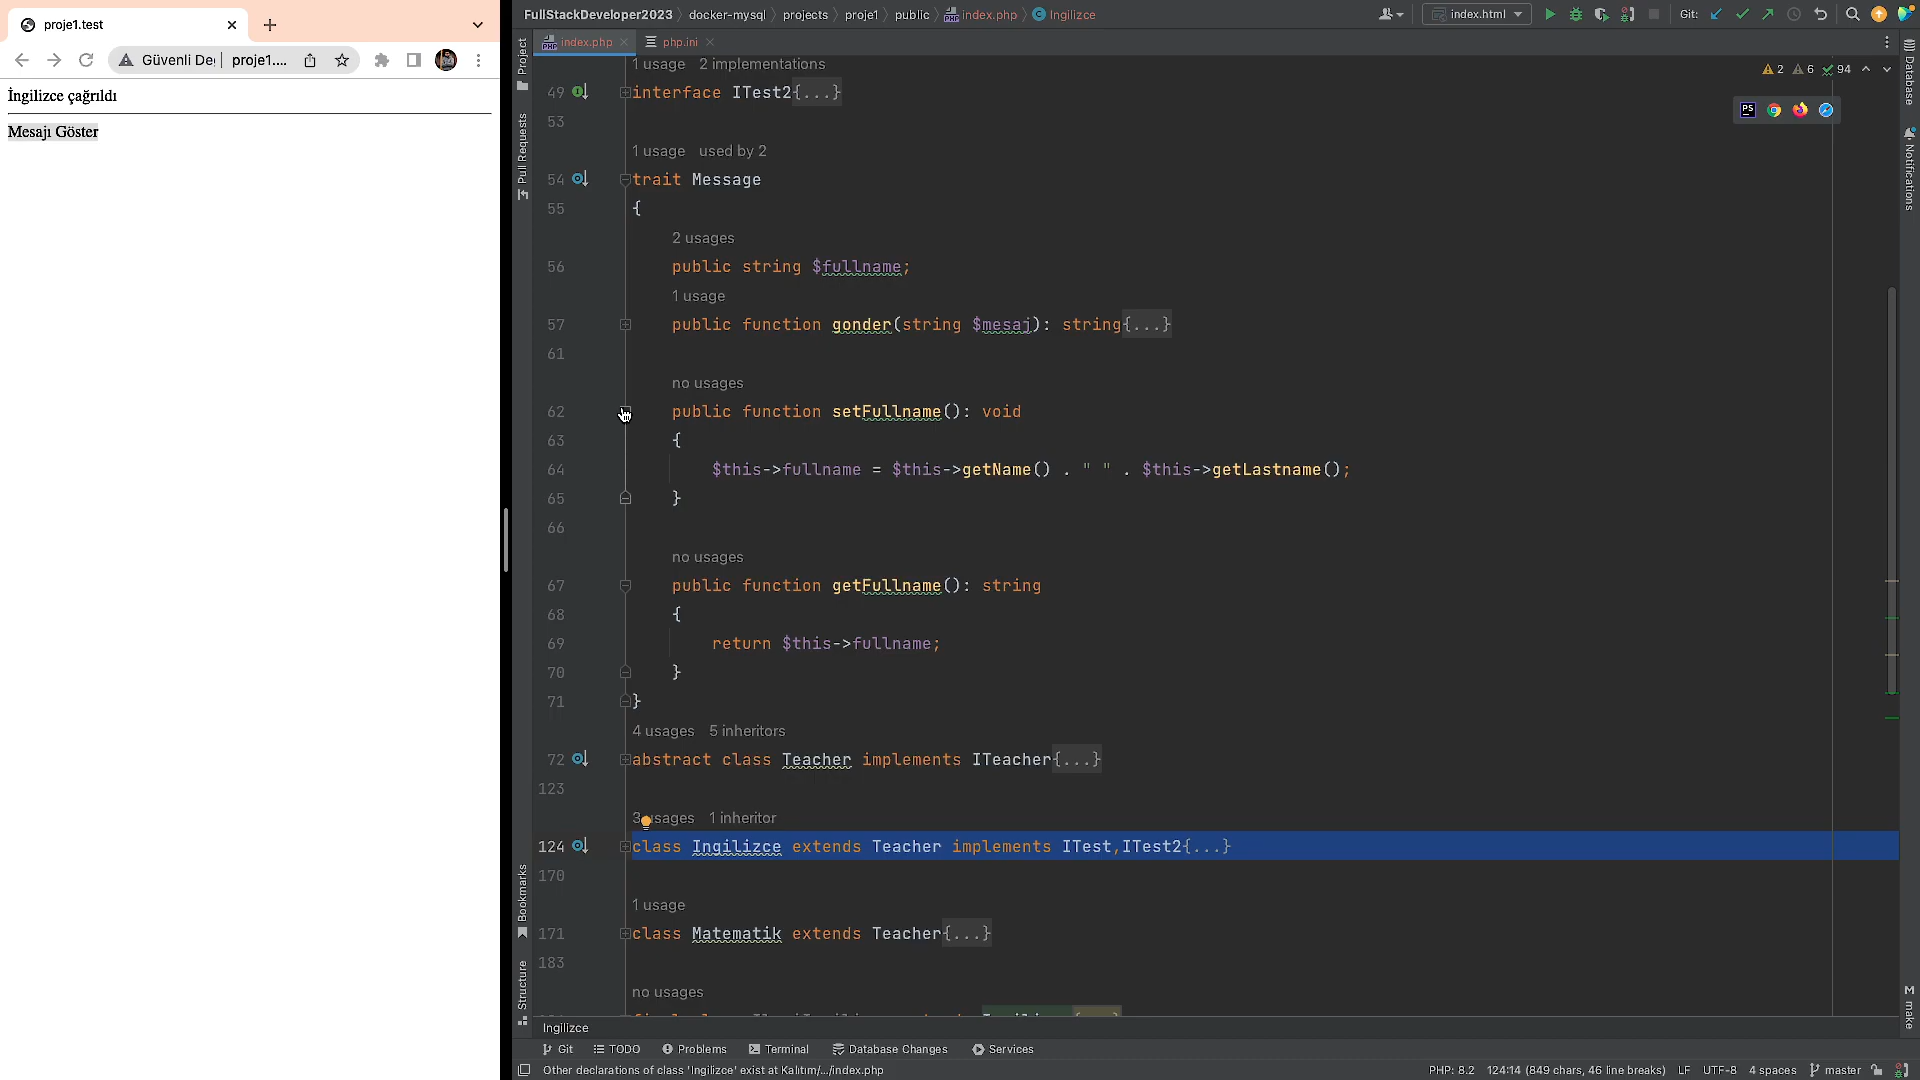 proje1.test
Güvenli De
proje1....
İngilizce çağrıldı
Mesajı Göster
FullStackDeveloper2023 docker-mysql projects proje1 public index.php Ingilizce
index.html
Git:
index.php
php.ini
Project
Pull Requests
Bookmarks
Structure
Database
Notifications
make
2 6 94
PS
1 usage 2 implementations
49 interface ITest2{...}
53
1 usage used by 2
54 trait Message
55 {
2 usages
56 public string $fullname;
1 usage
57 public function gonder(string $mesaj): string{...}
61
no usages
62 public function setFullname(): void
63 {
64 $this->fullname = $this->getName() . " " . $this->getLastname();
65 }
66
no usages
67 public function getFullname(): string
68 {
69 return $this->fullname;
70 }
71 }
4 usages 5 inheritors
72 abstract class Teacher implements ITeacher{...}
123
3 usages 1 inheritor
124 class Ingilizce extends Teacher implements ITest,ITest2{...}
170
1 usage
171 class Matematik extends Teacher{...}
183
no usages
Ingilizce
Git TODO Problems Terminal Database Changes Services
Other declarations of class 'Ingilizce' exist at Kalıtım/.../index.php
PHP: 8.2 124:14 (849 chars, 46 line breaks) LF UTF-8 4 spaces master